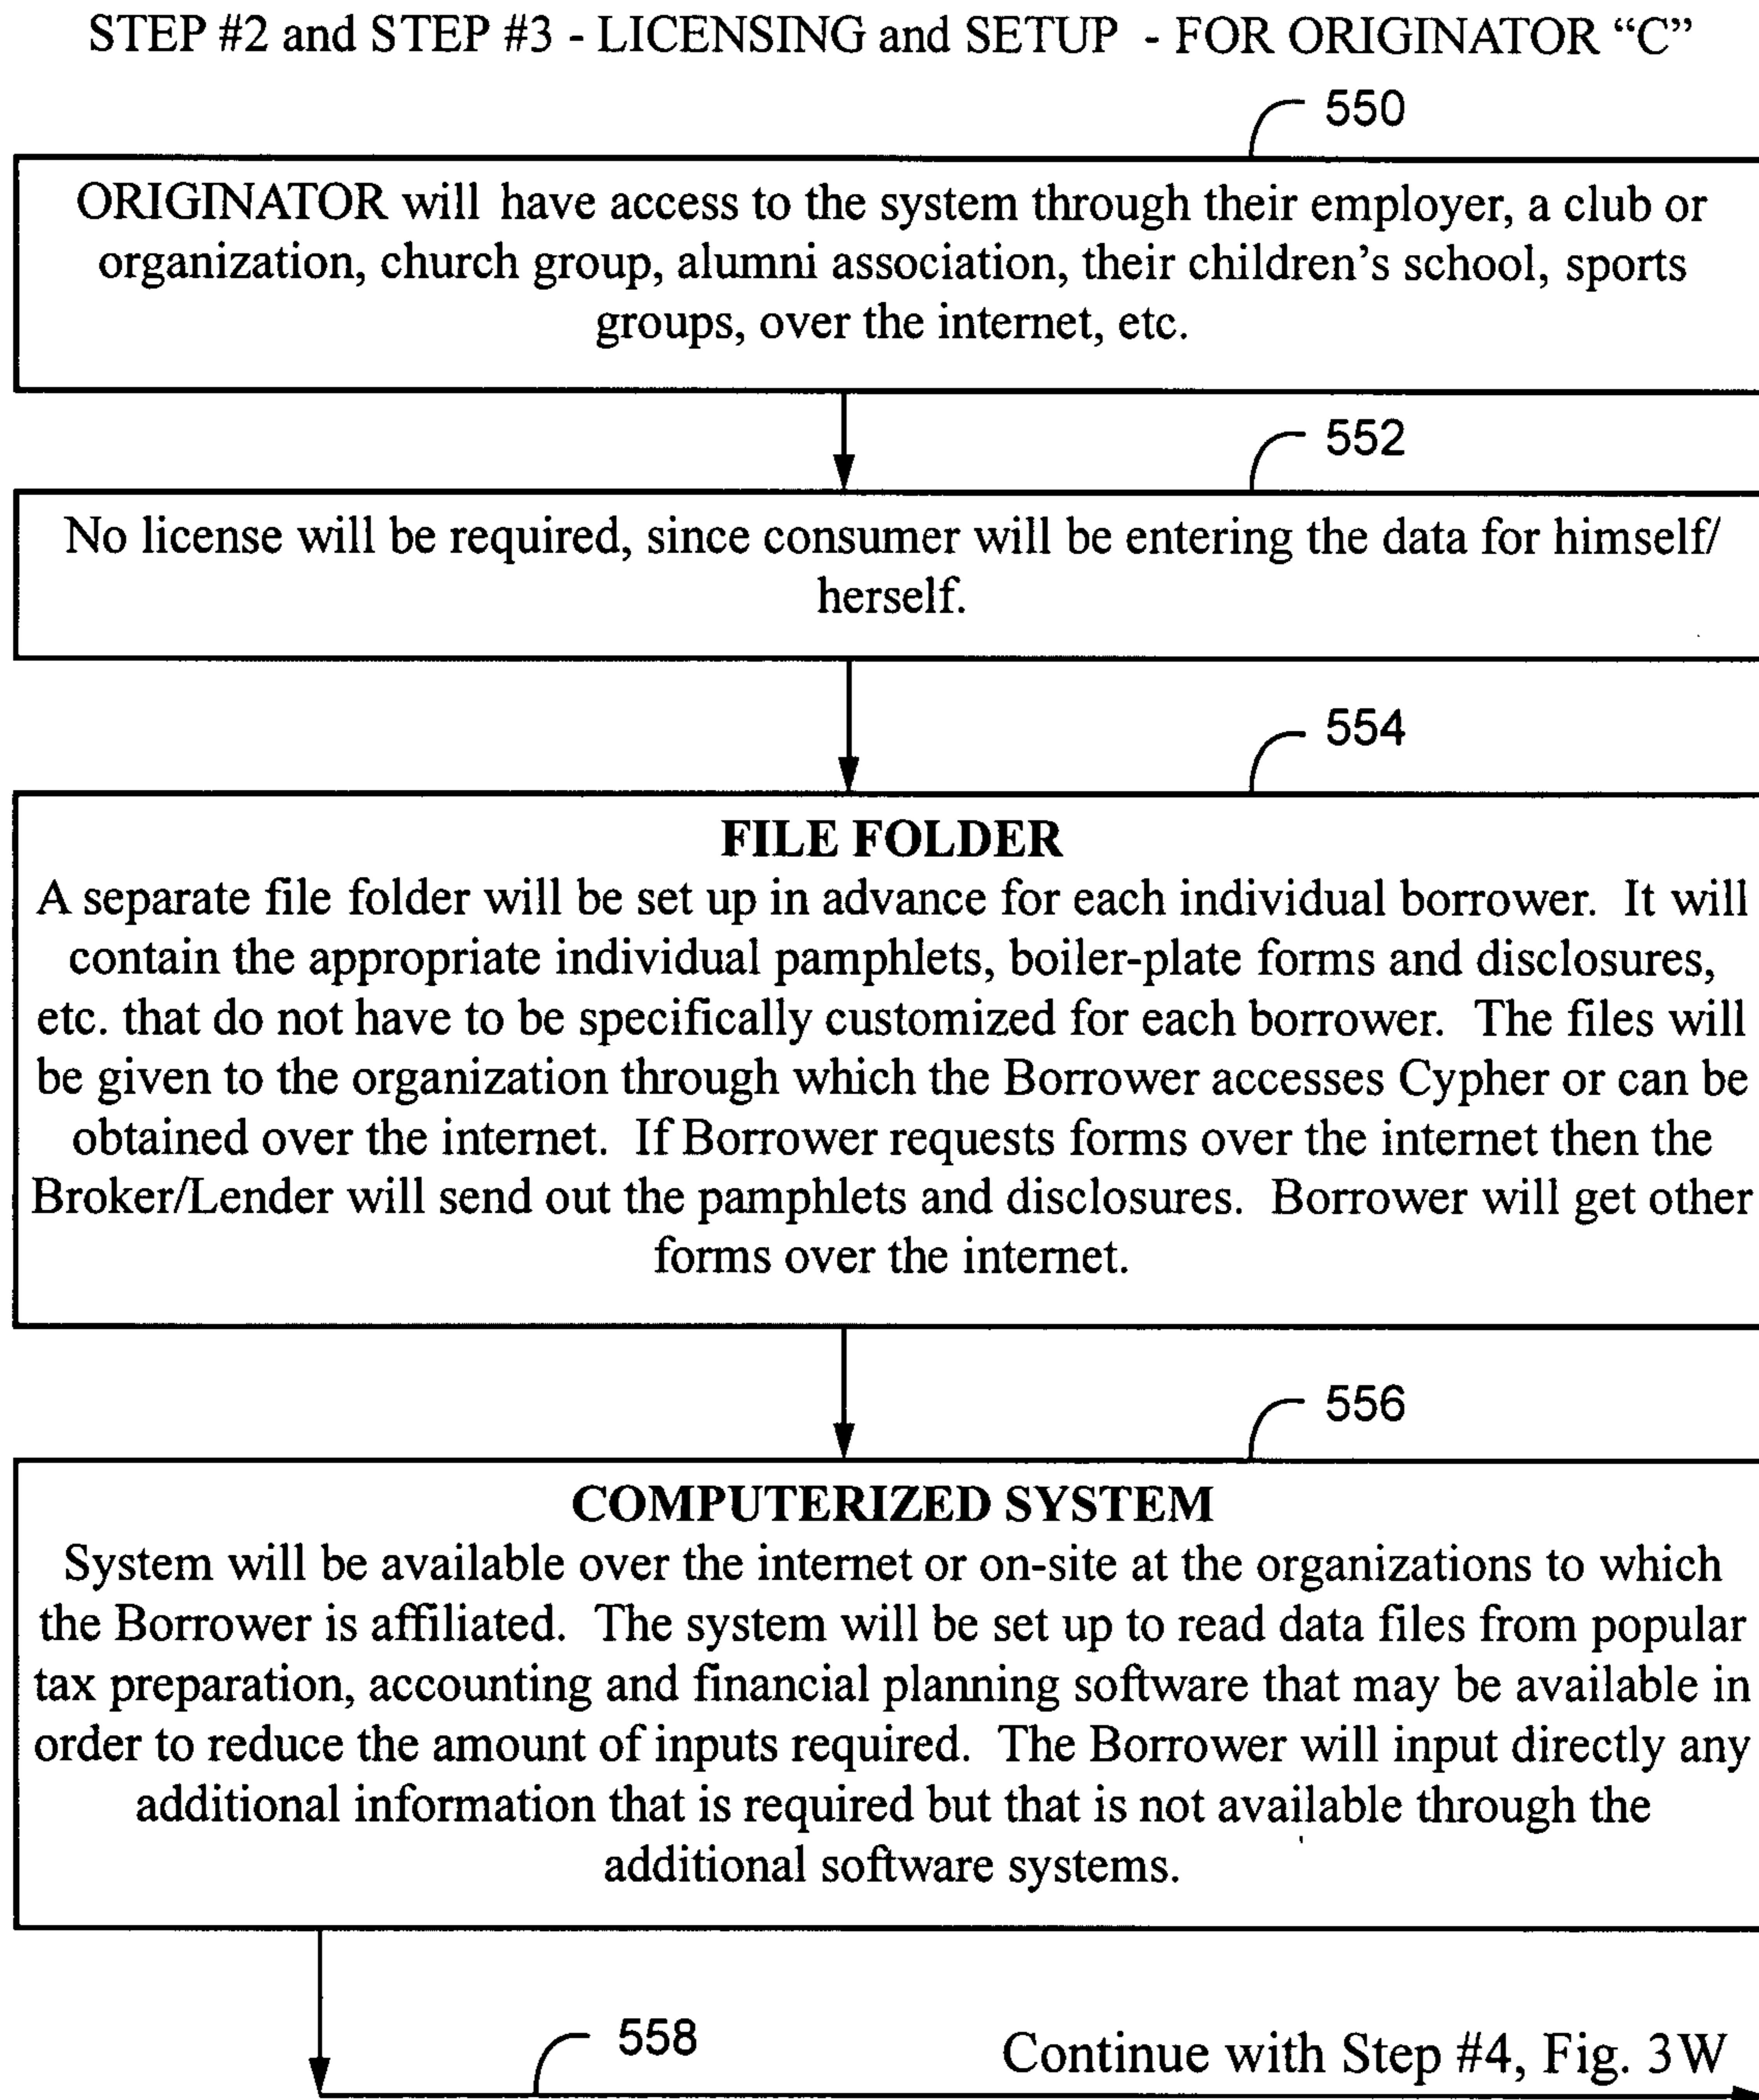 STEP #2 and STEP #3 - LICENSING and SETUP - FOR ORIGINATOR “C”
550
ORIGINATOR will have access to the system through their employer, a club or
organization, church group, alumni association, their children’s school, sports
groups, over the internet, etc.
552
No license will be required, since consumer will be entering the data for himself/
herself.
554
FILE FOLDER
A separate file folder will be set up in advance for each individual borrower. It will
contain the appropriate individual pamphlets, boiler-plate forms and disclosures,
etc. that do not have to be specifically customized for each borrower. The files will
be given to the organization through which the Borrower accesses Cypher or can be
obtained over the internet. If Borrower requests forms over the internet then the
Broker/Lender will send out the pamphlets and disclosures. Borrower will get other
forms over the internet.
556
COMPUTERIZED SYSTEM
System will be available over the internet or on-site at the organizations to which
the Borrower is affiliated. The system will be set up to read data files from popular
tax preparation, accounting and financial planning software that may be available in
order to reduce the amount of inputs required. The Borrower will input directly any
additional information that is required but that is not available through the
additional software systems.
558
Continue with Step #4, Fig. 3W